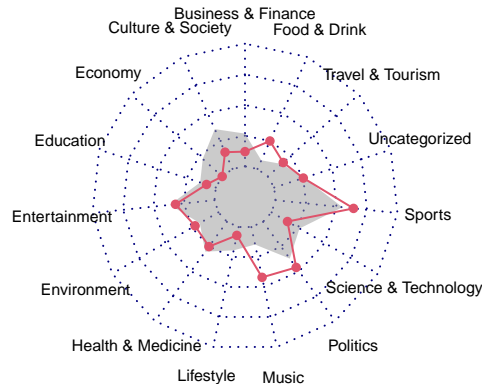 Business & Finance
Culture & Society
Food & Drink
Economy
Travel & Tourism
Education
Uncategorized
Entertainment
Sports
Environment
Science & Technology
Health & Medicine
Politics
Lifestyle
Music